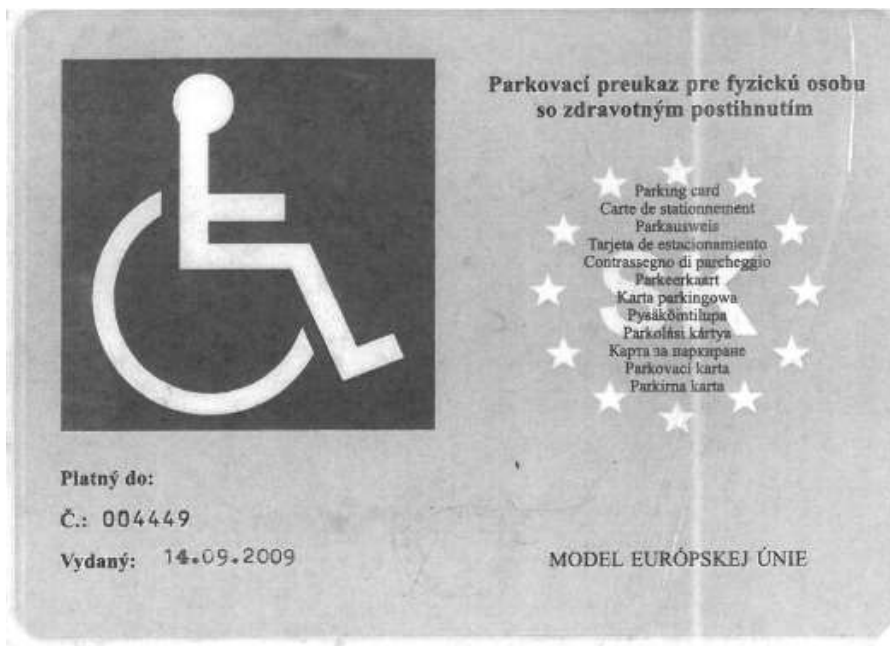 Parkovací preukaz pre fyzickú osobu
so zdravotným postihnutím
Parking card
Carte de stationnement
Parkausweis
Tarjeta de estacionamiento
Contrassegno di parcheggio
Parkeerkaart
Karta parkingowa
Pysäköintilupa
Parkolási kártya
Карта за паркиране
Parkovací karta
Parkirna karta
SK
Platný do:
Č.: 004449
Vydaný: 14.09.2009
MODEL EURÓPSKEJ ÚNIE